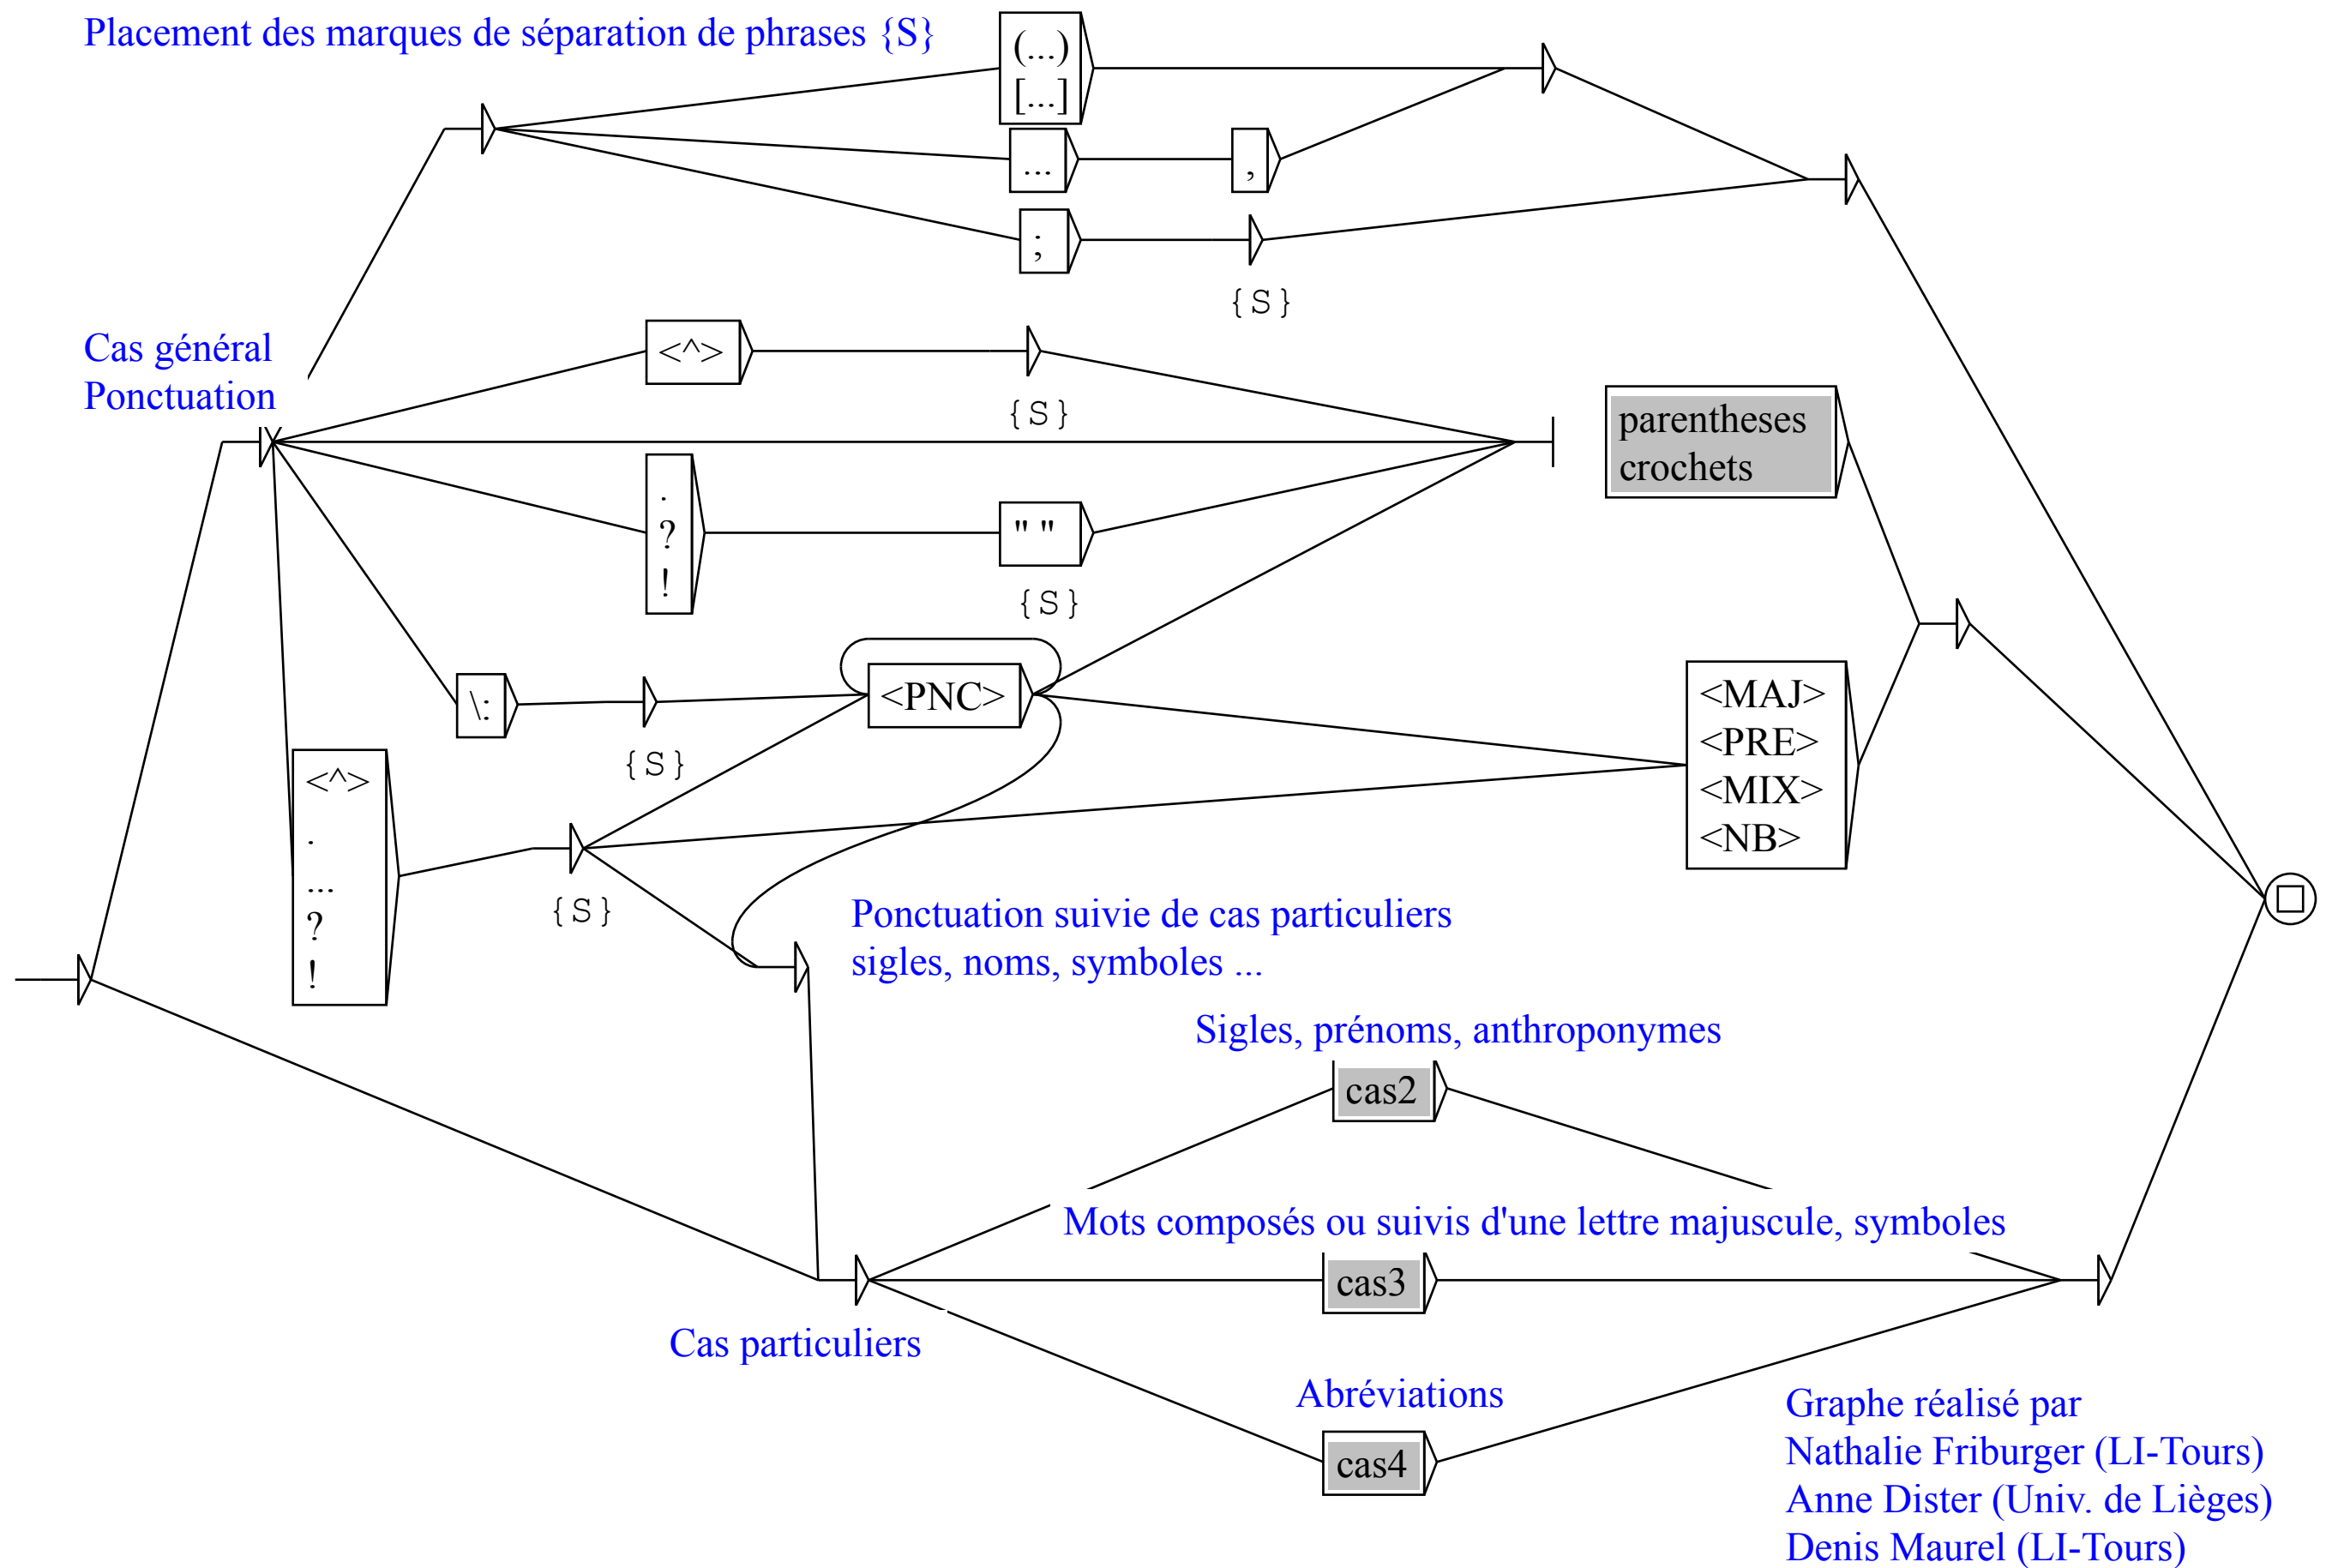 Placement des marques de séparation de phrases {S}
(...)
[...]
...
,
;
{S}
Cas général
Ponctuation
<^>
{S}
parentheses
crochets
.
?
!
" "
{S}
\:
{S}
<PNC>
<MAJ>
<PRE>
<MIX>
<NB>
<^>
.
...
?
!
{S}
Ponctuation suivie de cas particuliers
sigles, noms, symboles ...
Sigles, prénoms, anthroponymes
cas2
Mots composés ou suivis d'une lettre majuscule, symboles
cas3
Cas particuliers
Abréviations
cas4
Graphe réalisé par
Nathalie Friburger (LI-Tours)
Anne Dister (Univ. de Lièges)
Denis Maurel (LI-Tours)